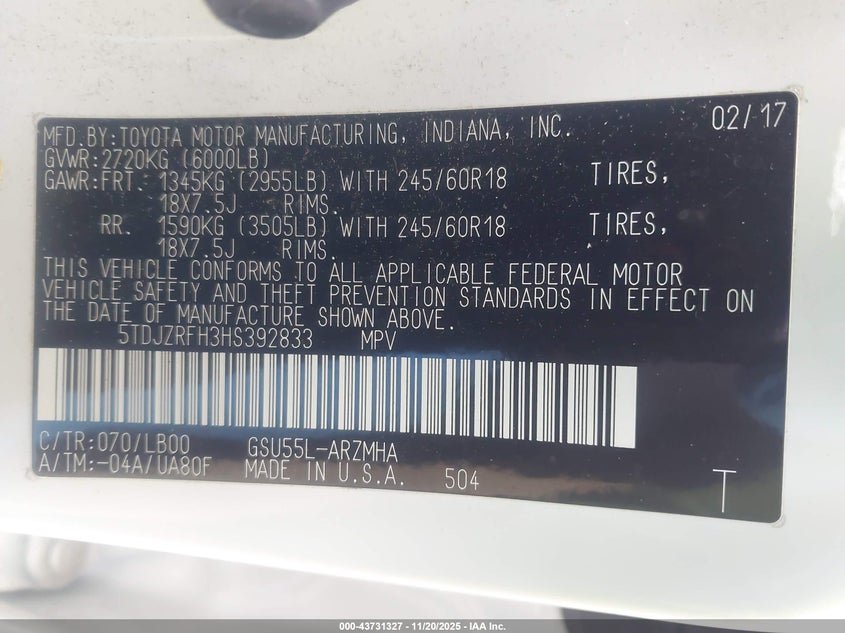 MFD.BY:TOYOTA MOTOR MANUFACTURING, INDIANA, INC. 02/17
GVWR:2720KG (6000LB)
GAWR:FRT. 1345KG (2955LB) WITH 245/60R18 TIRES,
18X7.5J RIMS.
RR. 1590KG (3505LB) WITH 245/60R18 TIRES,
18X7.5J RIMS.
THIS VEHICLE CONFORMS TO ALL APPLICABLE FEDERAL MOTOR
VEHICLE SAFETY AND THEFT PREVENTION STANDARDS IN EFFECT ON
THE DATE OF MANUFACTURE SHOWN ABOVE.
5TDJZRFH3HS392833 MPV
C/TR:070/LB00 GSU55L-ARZMHA
A/TM:-04A/UA80F MADE IN U.S.A. 504
T
000-43731327 - 11/20/2025 - IAA Inc.